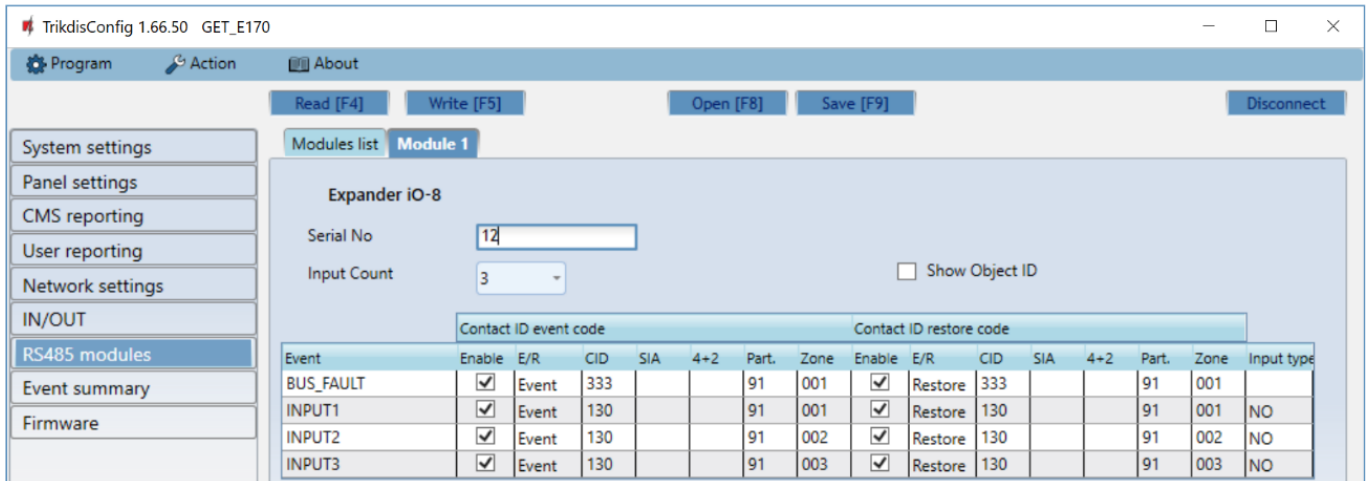 TrikdisConfig 1.66.50 GET_E170
Program Action About
Read [F4] Write [F5] Open [F8] Save [F9] Disconnect
System settings
Panel settings
CMS reporting
User reporting
Network settings
IN/OUT
RS485 modules
Event summary
Firmware
Modules list Module 1
Expander iO-8
Serial No 12
Input Count 3 Show Object ID
Contact ID event code Contact ID restore code
Event Enable E/R CID SIA 4+2 Part. Zone Enable E/R CID SIA 4+2 Part. Zone Input type
BUS_FAULT Event 333 91 001 Restore 333 91 001
INPUT1 Event 130 91 001 Restore 130 91 001 NO
INPUT2 Event 130 91 002 Restore 130 91 002 NO
INPUT3 Event 130 91 003 Restore 130 91 003 NO